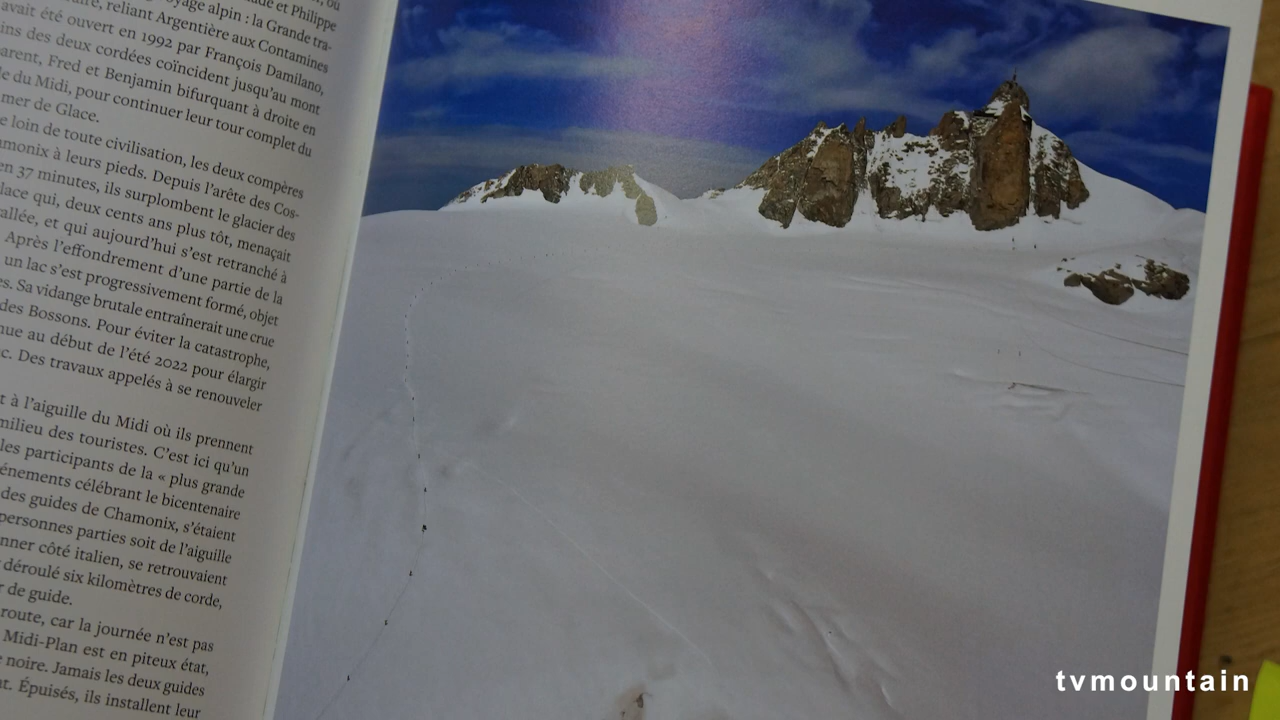 yage alpin : la Grande tra-
aire, reliant Argentière aux Contamines
avait été ouvert en 1992 par François Damilano,
ins des deux cordées coïncident jusqu'au mont
arent, Fred et Benjamin bifurquant à droite en
le du Midi, pour continuer leur tour complet du
mer de Glace.
e loin de toute civilisation, les deux compères
amonix à leurs pieds. Depuis l'arête des Cos-
en 37 minutes, ils surplombent le glacier des
lace qui, deux cents ans plus tôt, menaçait
allée, et qui aujourd'hui s'est retranché à
Après l'effondrement d'une partie de la
un lac s'est progressivement formé, objet
es. Sa vidange brutale entraînerait une crue
des Bossons. Pour éviter la catastrophe,
nue au début de l'été 2022 pour élargir
c. Des travaux appelés à se renouveler
t à l'aiguille du Midi où ils prennent
milieu des touristes. C'est ici qu'un
les participants de la « plus grande
énements célébrant le bicentenaire
des guides de Chamonix, s'étaient
personnes parties soit de l'aiguille
nner côté italien, se retrouvaient
déroulé six kilomètres de corde,
r de guide.
route, car la journée n'est pas
Midi-Plan est en piteux état,
e noire. Jamais les deux guides
nt. Épuisés, ils installent leur
tvmountain